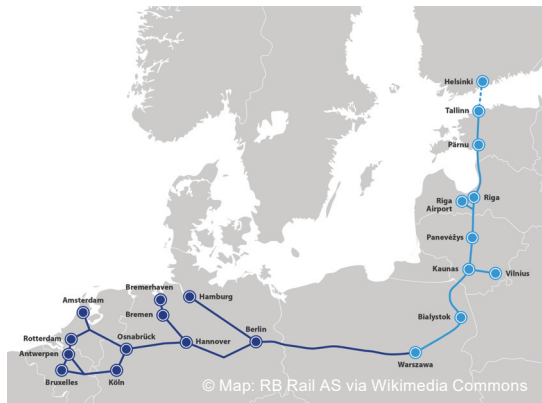 Helsinki
Tallinn
Pärnu
Riga
Airport
Riga
Panevėžys
Kaunas
Vilnius
Bremerhaven
Hamburg
Amsterdam
Bremen
Bialystok
Rotterdam
Osnabrück
Hannover
Berlin
Antwerpen
Warszawa
Bruxelles
Köln
© Map: RB Rail AS via Wikimedia Commons